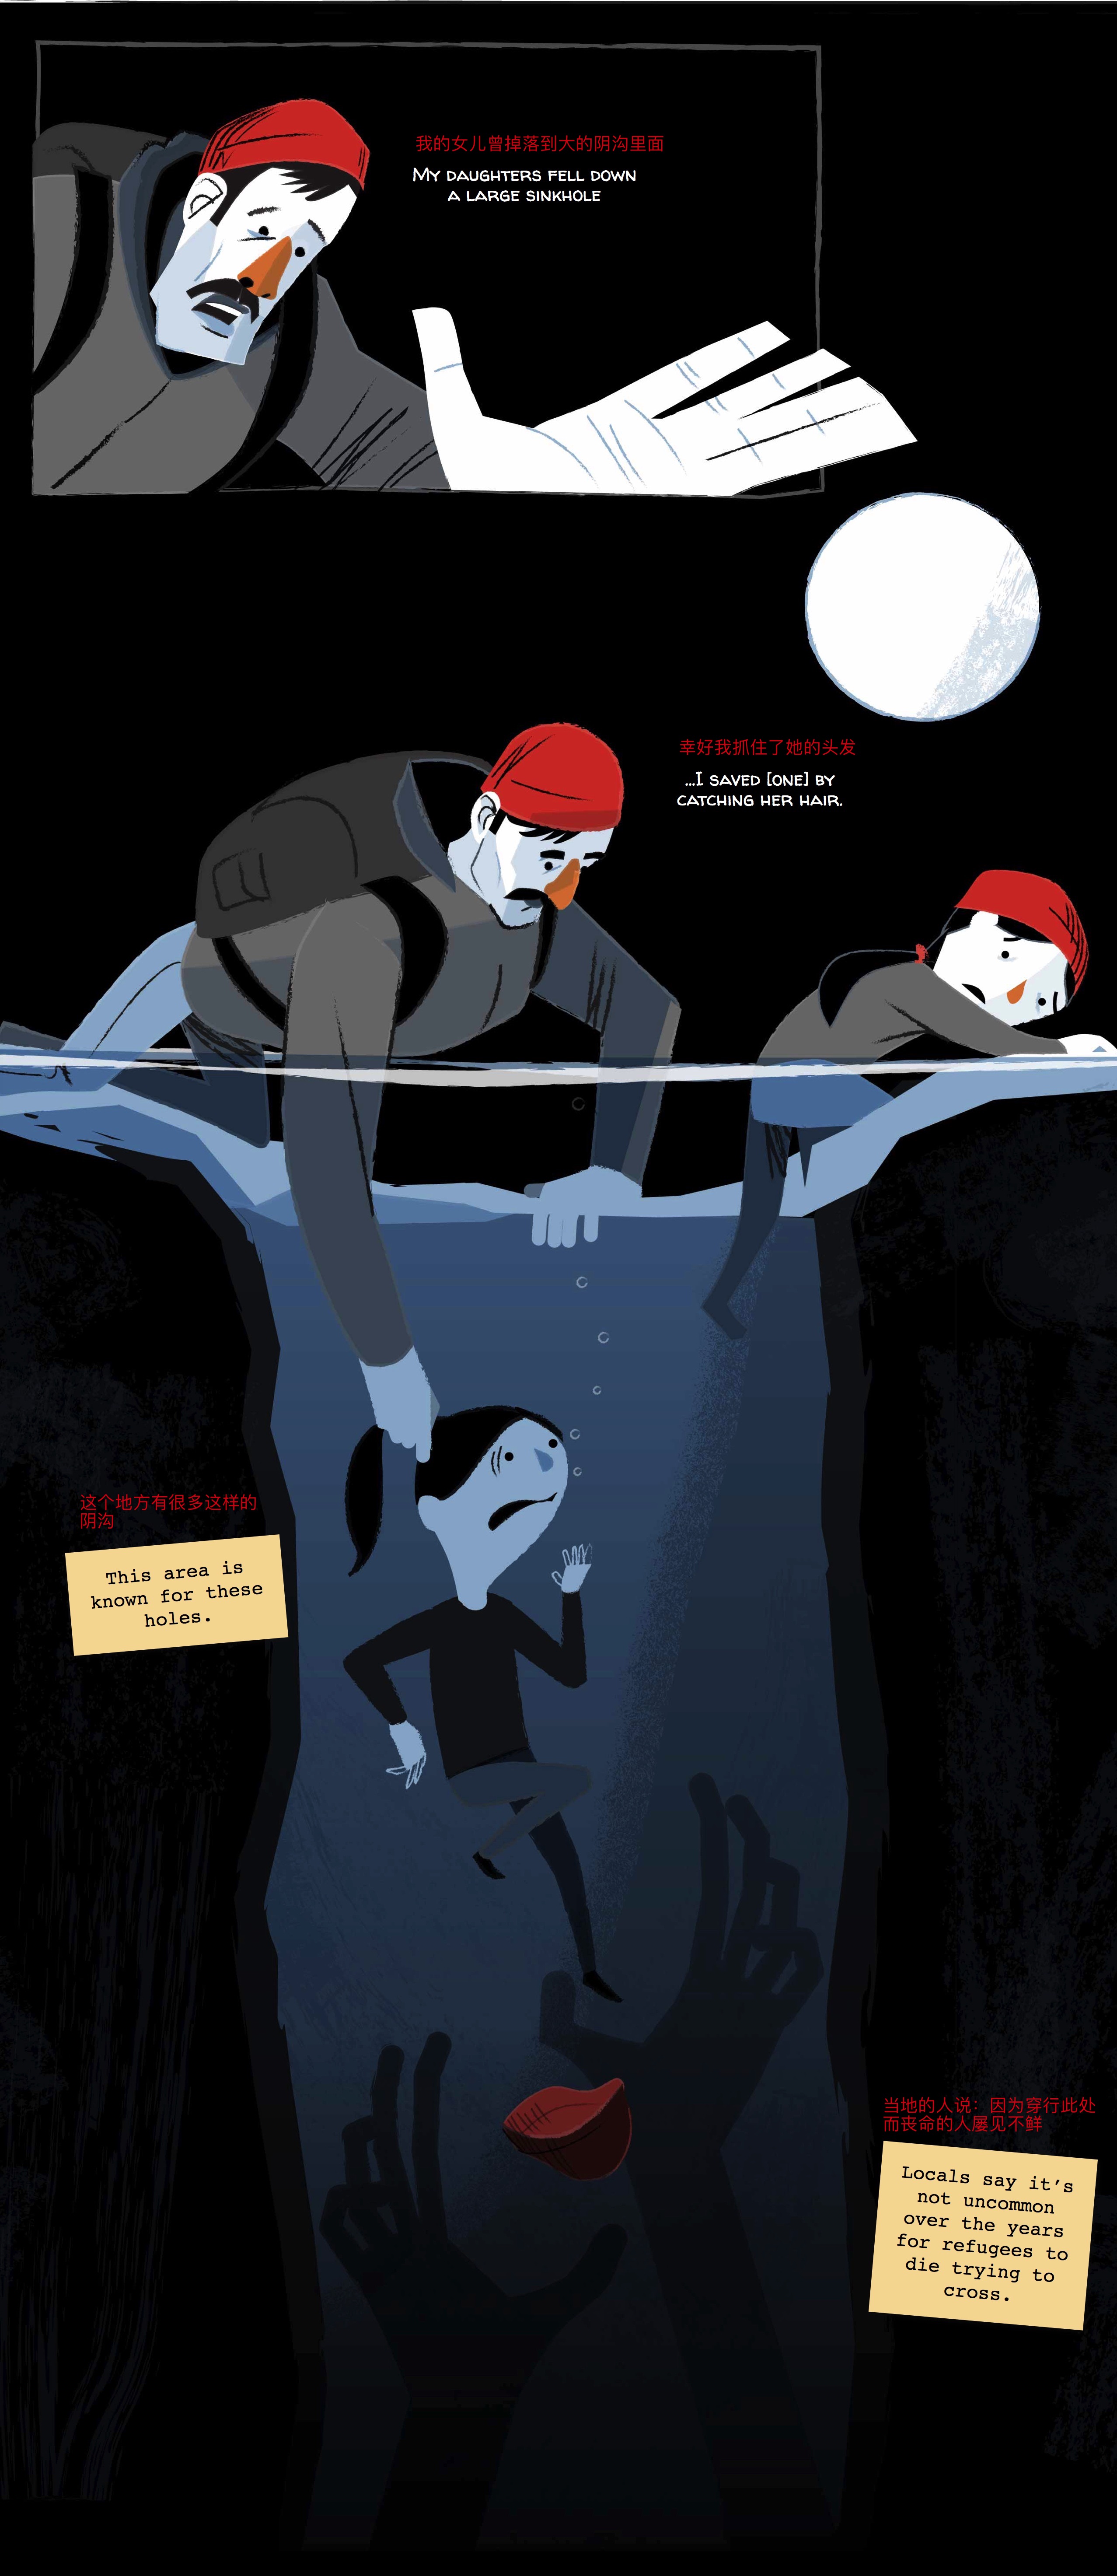 我的女儿曾掉落到大的阴沟里面
MY DAUGHTERS FELL DOWN
A LARGE SINKHOLE
幸好我抓住了她的头发
...I SAVED [ONE] BY
CATCHING HER HAIR.
这个地方有很多这样的
阴沟
This area is
known for these
holes.
当地的人说：因为穿行此处
而丧命的人屡见不鲜
Locals say it's
not uncommon
over the years
for refugees to
die trying to
cross.